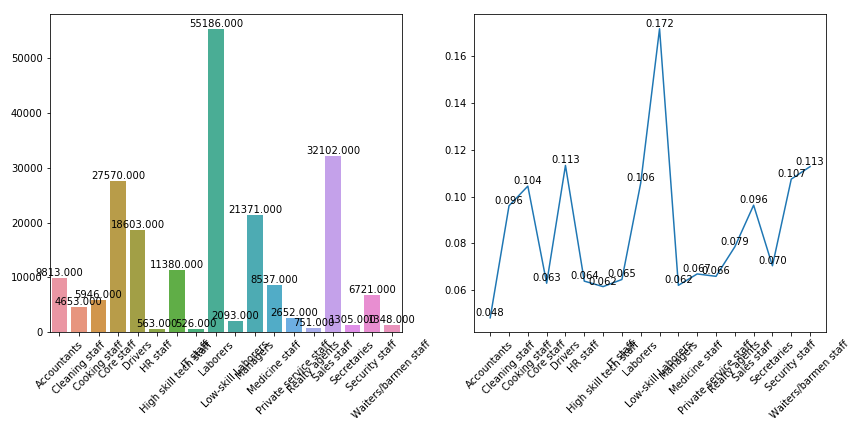 50000
40000
30000
20000
10000
0
9813.000
4653.000
5946.000
27570.000
18603.000
563.000
11380.000
526.000
55186.000
2093.000
21371.000
8537.000
2652.000
751.000
32102.000
1305.000
6721.000
1348.000
Accountants
Cleaning staff
Cooking staff
Core staff
Drivers
HR staff
High skill tech staff
IT staff
Laborers
Low-skill Laborers
Managers
Medicine staff
Private service staff
Realty agents
Sales staff
Secretaries
Security staff
Waiters/barmen staff
0.16
0.14
0.12
0.10
0.08
0.06
0.048
0.096
0.104
0.063
0.113
0.064
0.062
0.065
0.106
0.172
0.062
0.067
0.066
0.079
0.096
0.070
0.107
0.113
Accountants
Cleaning staff
Cooking staff
Core staff
Drivers
HR staff
High skill tech staff
IT staff
Laborers
Low-skill Laborers
Managers
Medicine staff
Private service staff
Realty agents
Sales staff
Secretaries
Security staff
Waiters/barmen staff